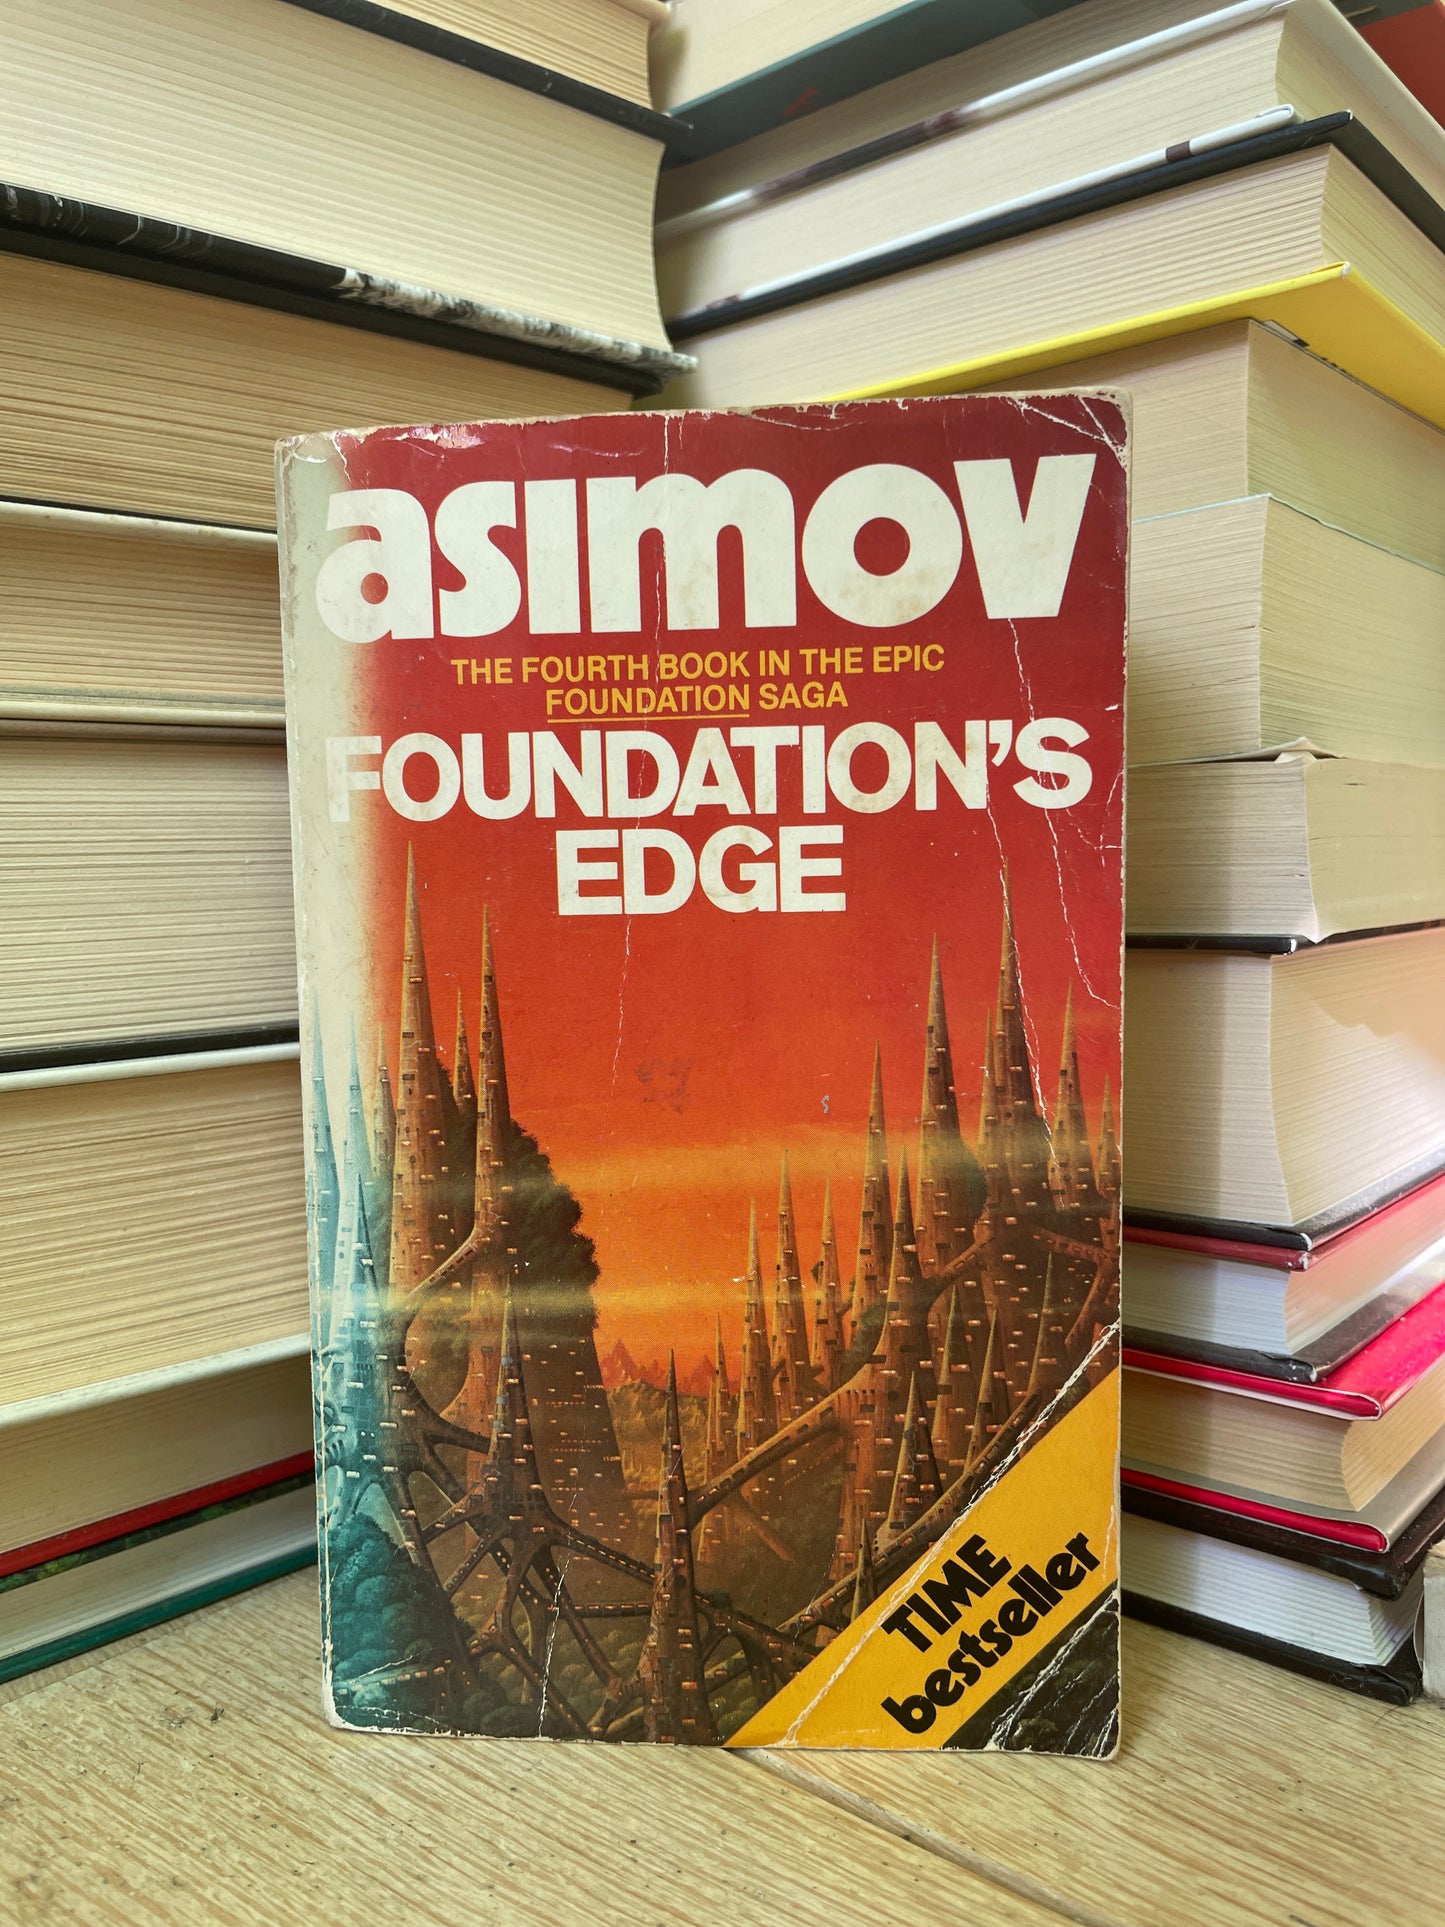 asimov
THE FOURTH BOOK IN THE EPIC
FOUNDATION SAGA
FOUNDATION'S
EDGE
TIME
bestseller